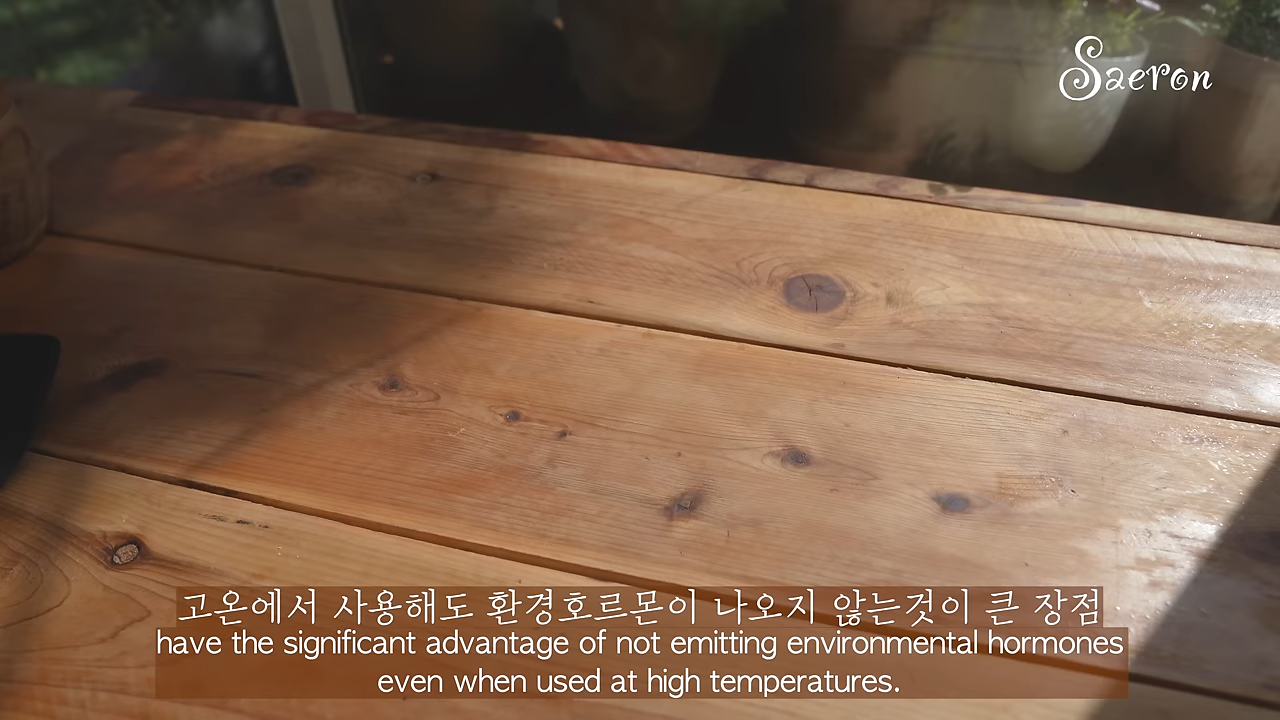 Saeron
고온에서 사용해도 환경호르몬이 나오지 않는것이 큰 장점
have the significant advantage of not emitting environmental hormones
even when used at high temperatures.